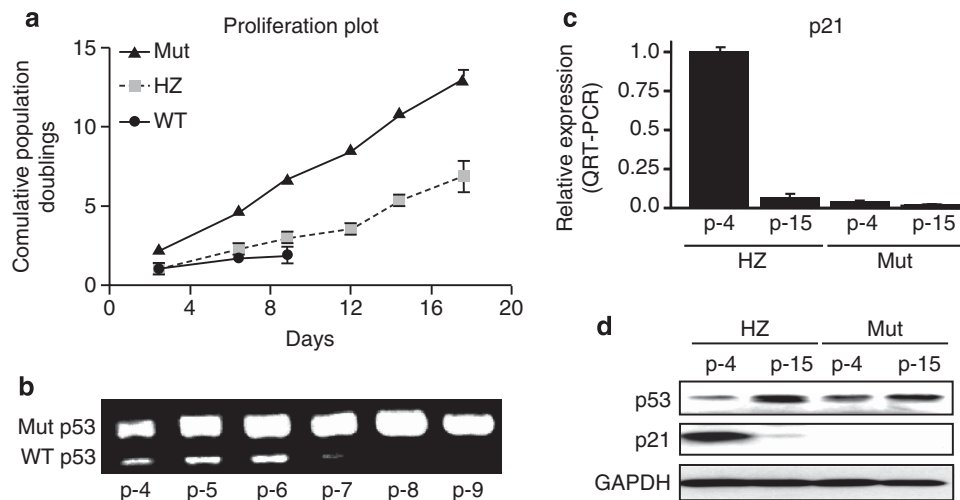 a
Proliferation plot
Comulative population
doublings
15
10
5
0
Mut
HZ
WT
0 4 8 12 16 20
Days
b
Mut p53
WT p53
p-4 p-5 p-6 p-7 p-8 p-9
c
p21
Relative expression
(QRT-PCR)
1.0
0.75
0.5
0.25
0.0
p-4 p-15 p-4 p-15
HZ Mut
d
HZ Mut
p-4 p-15 p-4 p-15
p53
p21
GAPDH